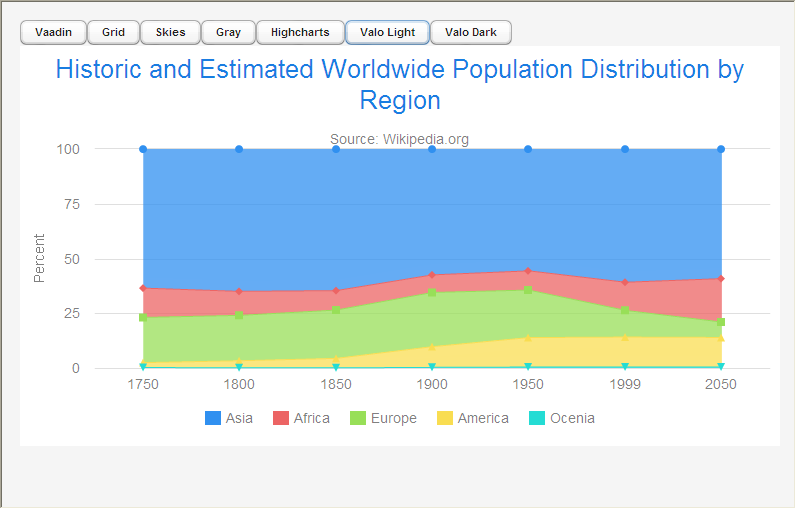 Vaadin Grid Skies Gray Highcharts Valo Light Valo Dark
Historic and Estimated Worldwide Population Distribution by
Region
Source: Wikipedia.org
Percent
100
75
50
25
0
1750 1800 1850 1900 1950 1999 2050
Asia Africa Europe America Ocenia